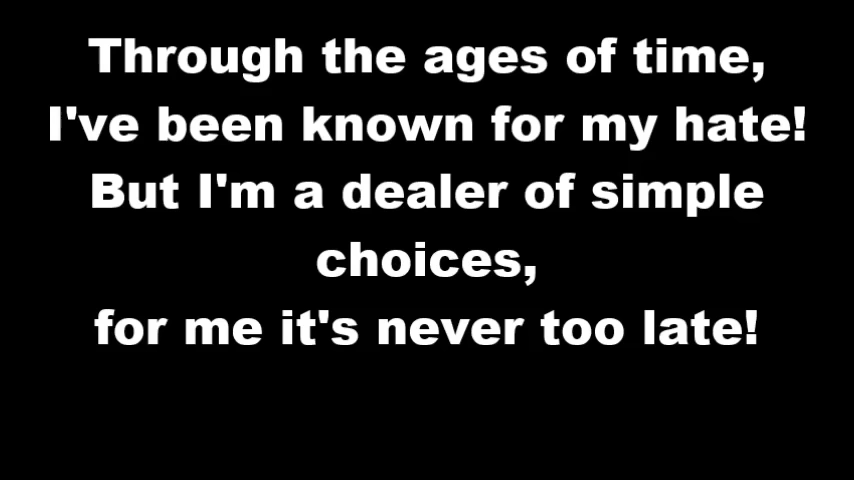 Through the ages of time,
I've been known for my hate!
But I'm a dealer of simple
choices,
for me it's never too late!